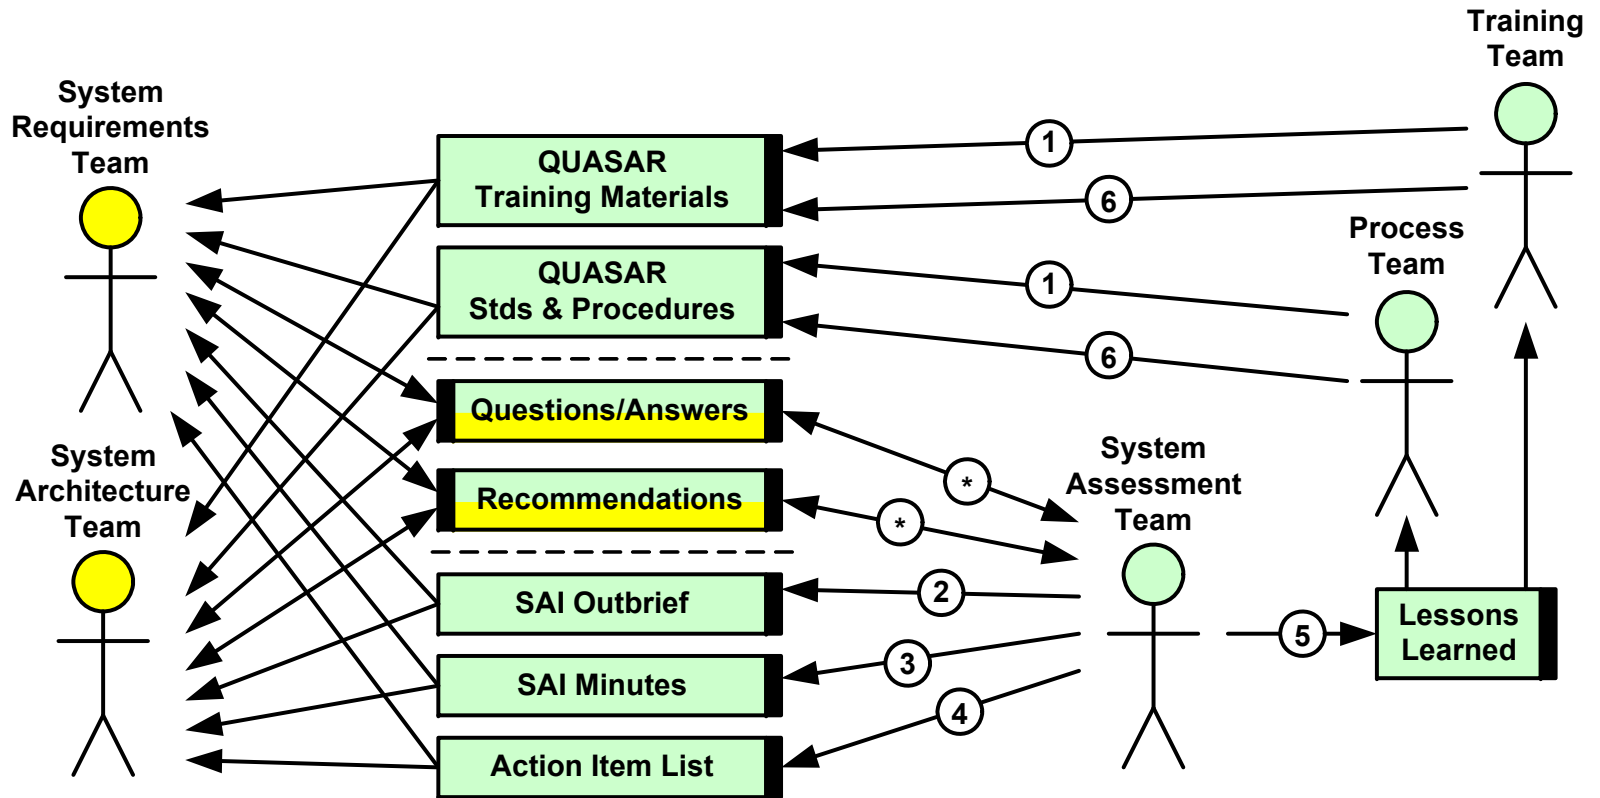 Training
Team
System
Requirements
Team
1
QUASAR
Training Materials
6
Process
Team
QUASAR
Stds & Procedures
1
6
Questions/Answers
System
Architecture
Team
System
Assessment
Team
*
Recommendations
*
SAI Outbrief
2
Lessons
Learned
5
SAI Minutes
3
4
Action Item List